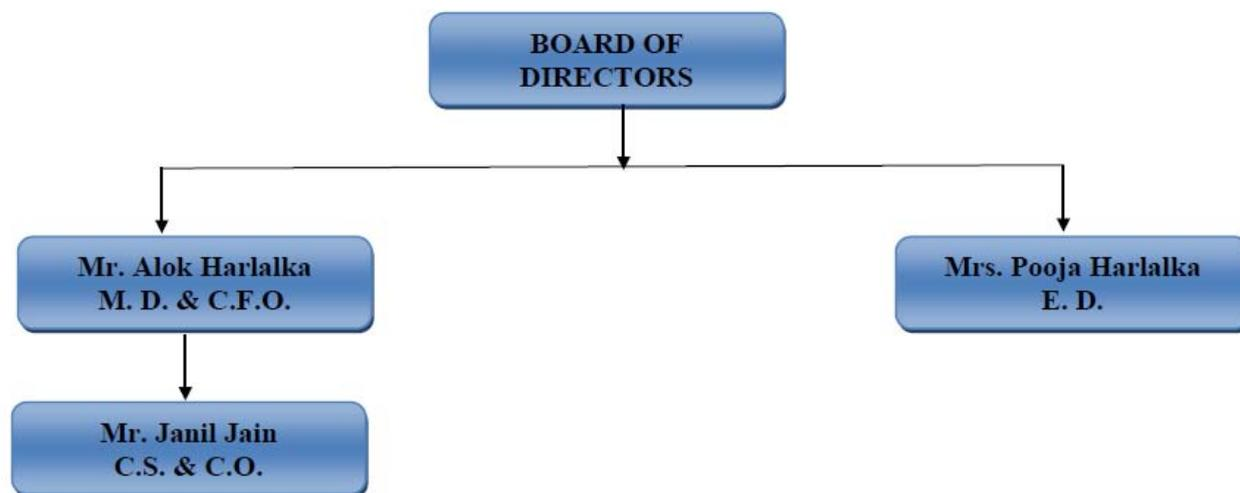 BOARD OF
DIRECTORS
Mr. Alok Harlalka
M. D. & C.F.O.
Mrs. Pooja Harlalka
E. D.
Mr. Janil Jain
C.S. & C.O.